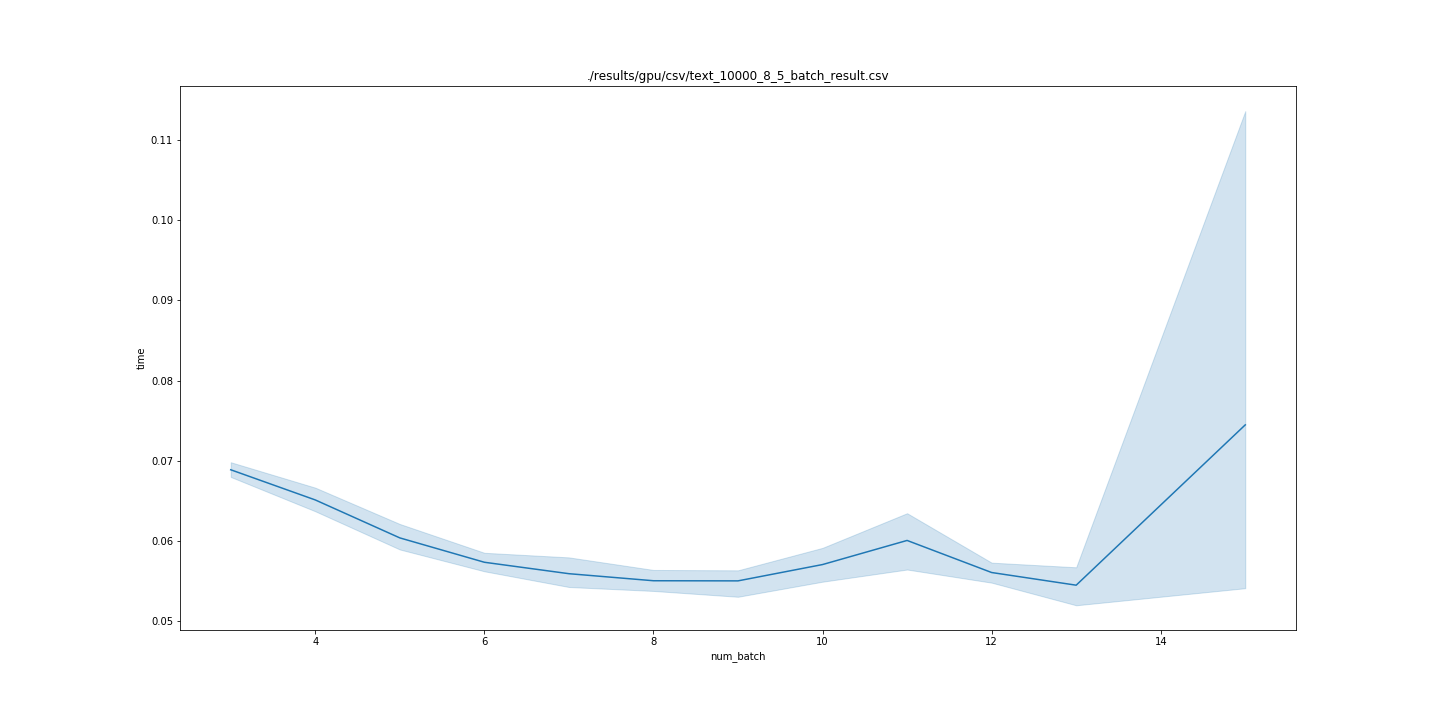 ./results/gpu/csv/text_10000_8_5_batch_result.csv
0.11
0.10
0.09
0.08
0.07
0.06
0.05
time
4 6 8 10 12 14
num_batch